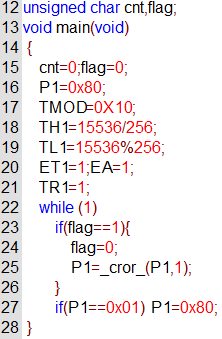 12 unsigned char cnt,flag;
13 void main(void)
14 {
15 cnt=0;flag=0;
16 P1=0x80;
17 TMOD=0X10;
18 TH1=15536/256;
19 TL1=15536%256;
20 ET1=1;EA=1;
21 TR1=1;
22 while (1)
23 if(flag==1){
24 flag=0;
25 P1=_cror_(P1,1);
26 }
27 if(P1==0x01) P1=0x80;
28 }